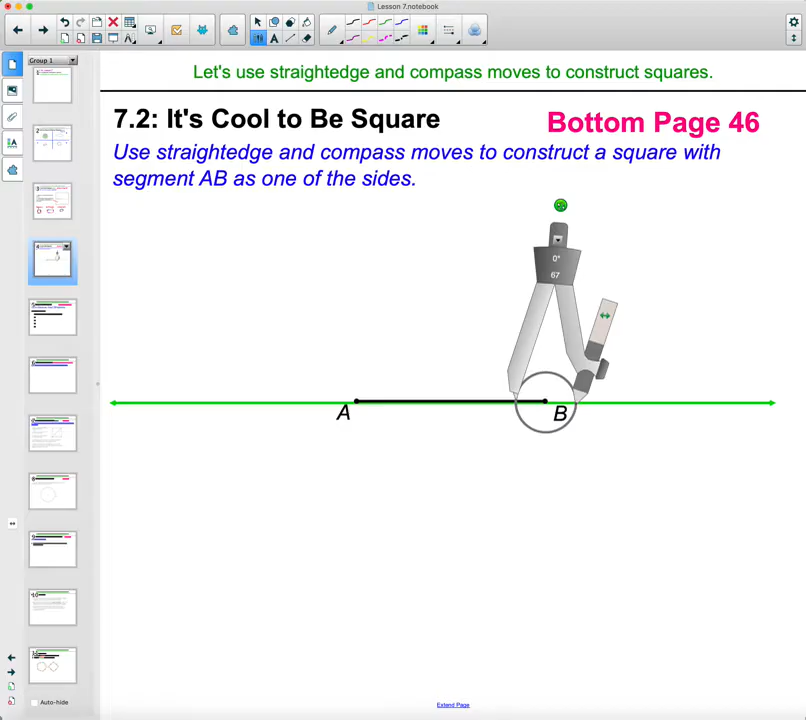 Lesson 7.notebook
Group 1
Let's use straightedge and compass moves to construct squares.
7.2: It's Cool to Be Square
Bottom Page 46
Use straightedge and compass moves to construct a square with
segment AB as one of the sides.
0°
67
A
B
Auto-hide
Extend Page